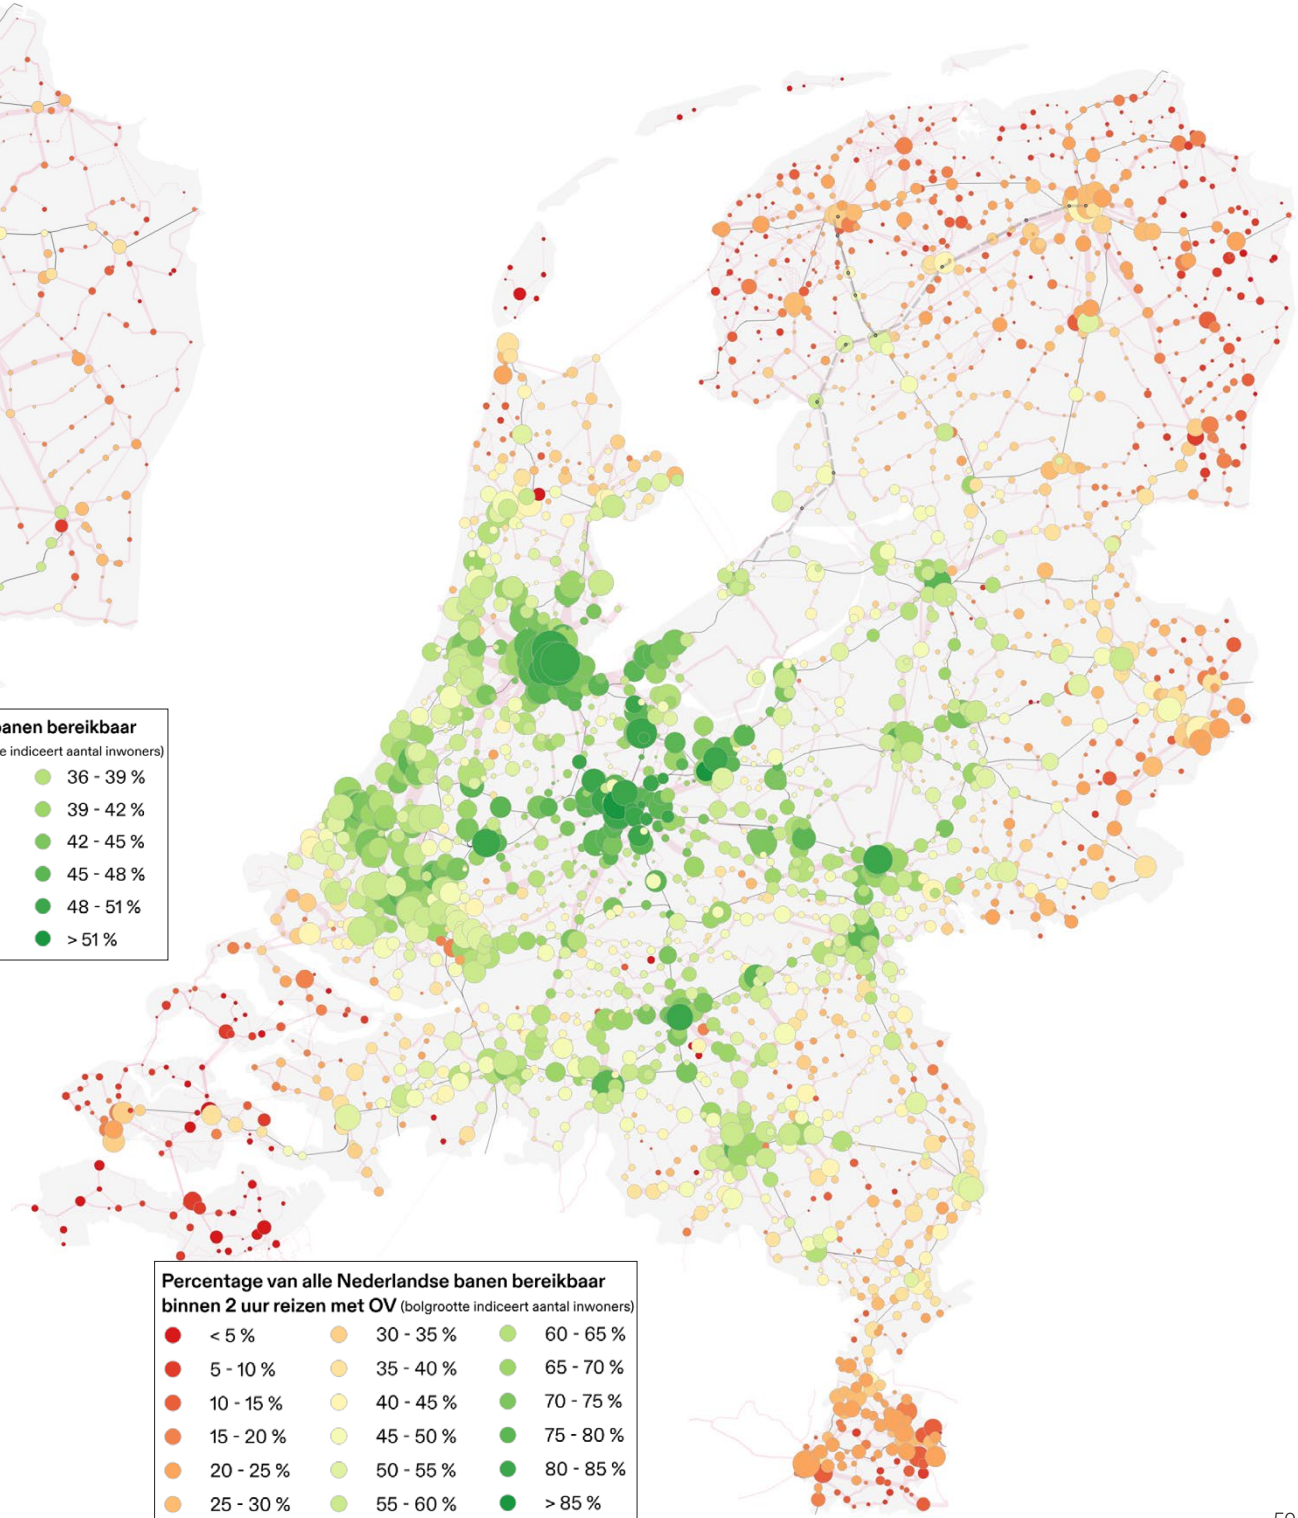 banen bereikbaar
e indiceert aantal inwoners)
36 - 39 %
39 - 42 %
42 - 45 %
45 - 48 %
48 - 51 %
> 51 %
Percentage van alle Nederlandse banen bereikbaar
binnen 2 uur reizen met OV (bolgrootte indiceert aantal inwoners)
< 5 %
5 - 10 %
10 - 15 %
15 - 20 %
20 - 25 %
25 - 30 %
30 - 35 %
35 - 40 %
40 - 45 %
45 - 50 %
50 - 55 %
55 - 60 %
60 - 65 %
65 - 70 %
70 - 75 %
75 - 80 %
80 - 85 %
> 85 %